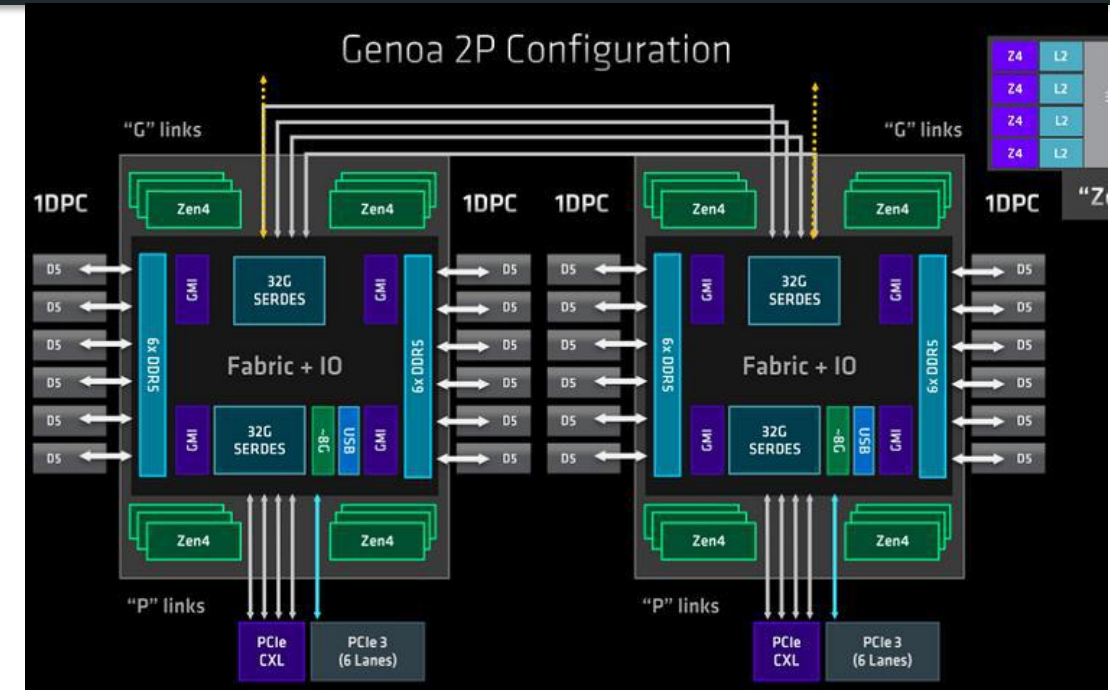 Genoa 2P Configuration
Z4 L2
Z4 L2
Z4 L2
Z4 L2
"G" links
"G" links
1DPC
Zen4
Zen4
1DPC
1DPC
Zen4
Zen4
1DPC
D5
D5
D5
D5
D5
D5
6x DDR5
GMI
32G
SERDES
GMI
6x DDR5
Fabric + IO
GMI
32G
SERDES
~8G
USB
GMI
D5
D5
D5
D5
D5
D5
D5
D5
D5
D5
D5
D5
6x DDR5
GMI
32G
SERDES
GMI
6x DDR5
Fabric + IO
GMI
32G
SERDES
~8G
USB
GMI
D5
D5
D5
D5
D5
D5
Zen4
Zen4
Zen4
Zen4
"P" links
"P" links
PCIe
CXL
PCIe 3
(6 Lanes)
PCIe
CXL
PCIe 3
(6 Lanes)